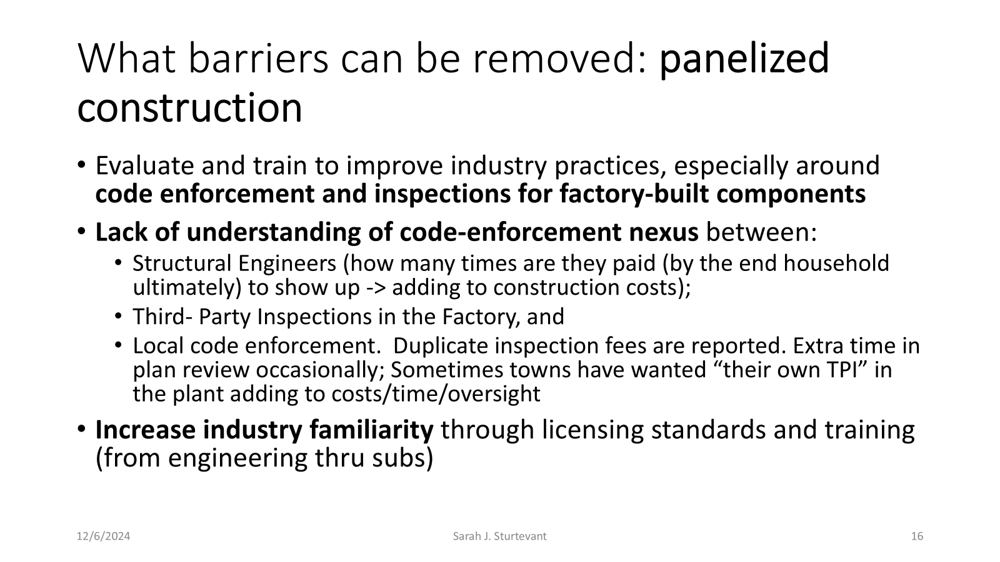 What barriers can be removed: panelized
construction
• Evaluate and train to improve industry practices, especially around
code enforcement and inspections for factory-built components
• Lack of understanding of code-enforcement nexus between:
• Structural Engineers (how many times are they paid (by the end household
ultimately) to show up -> adding to construction costs);
• Third- Party Inspections in the Factory, and
• Local code enforcement.  Duplicate inspection fees are reported. Extra time in
plan review occasionally; Sometimes towns have wanted “their own TPI” in
the plant adding to costs/time/oversight
• Increase industry familiarity through licensing standards and training
(from engineering thru subs)
12/6/2024
Sarah J. Sturtevant
16